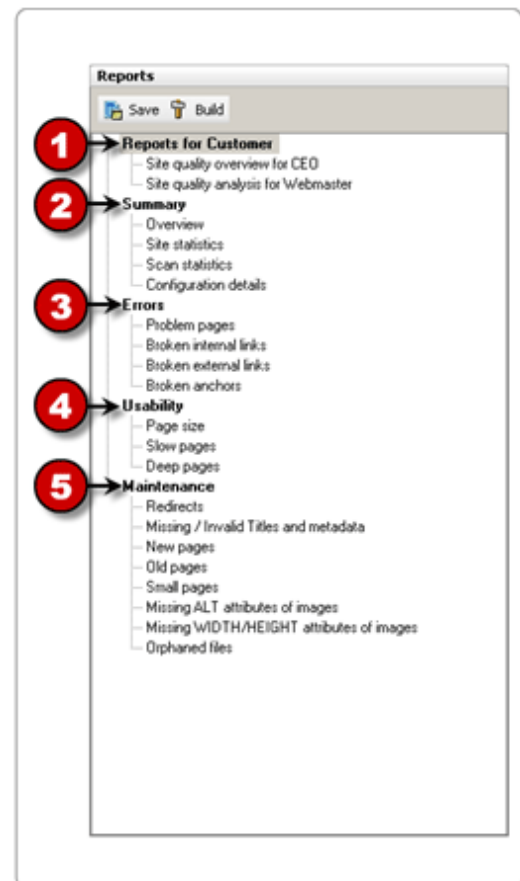 Reports
Save Build
1 Reports for Customer
Site quality overview for CEO
Site quality analysis for Webmaster
2 Summary
Overview
Site statistics
Scan statistics
Configuration details
3 Errors
Problem pages
Broken internal links
Broken external links
Broken anchors
4 Usability
Page size
Slow pages
Deep pages
5 Maintenance
Redirects
Missing / Invalid Titles and metadata
New pages
Old pages
Small pages
Missing ALT attributes of images
Missing WIDTH/HEIGHT attributes of images
Orphaned files